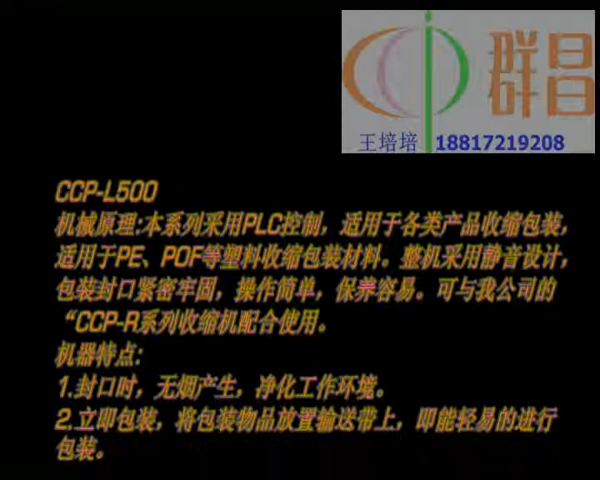 群昌
王培培 18817219208
CCP-L500
机械原理:本系列采用PLC控制，适用于各类产品收缩包装，
适用于PE、POF等塑料收缩包装材料。整机采用静音设计，
包装封口紧密牢固，操作简单，保养容易。可与我公司的
“CCP-R系列收缩机配合使用。
机器特点:
1.封口时，无烟产生，净化工作环境。
2.立即包装，将包装物品放置输送带上，即能轻易的进行
包装。